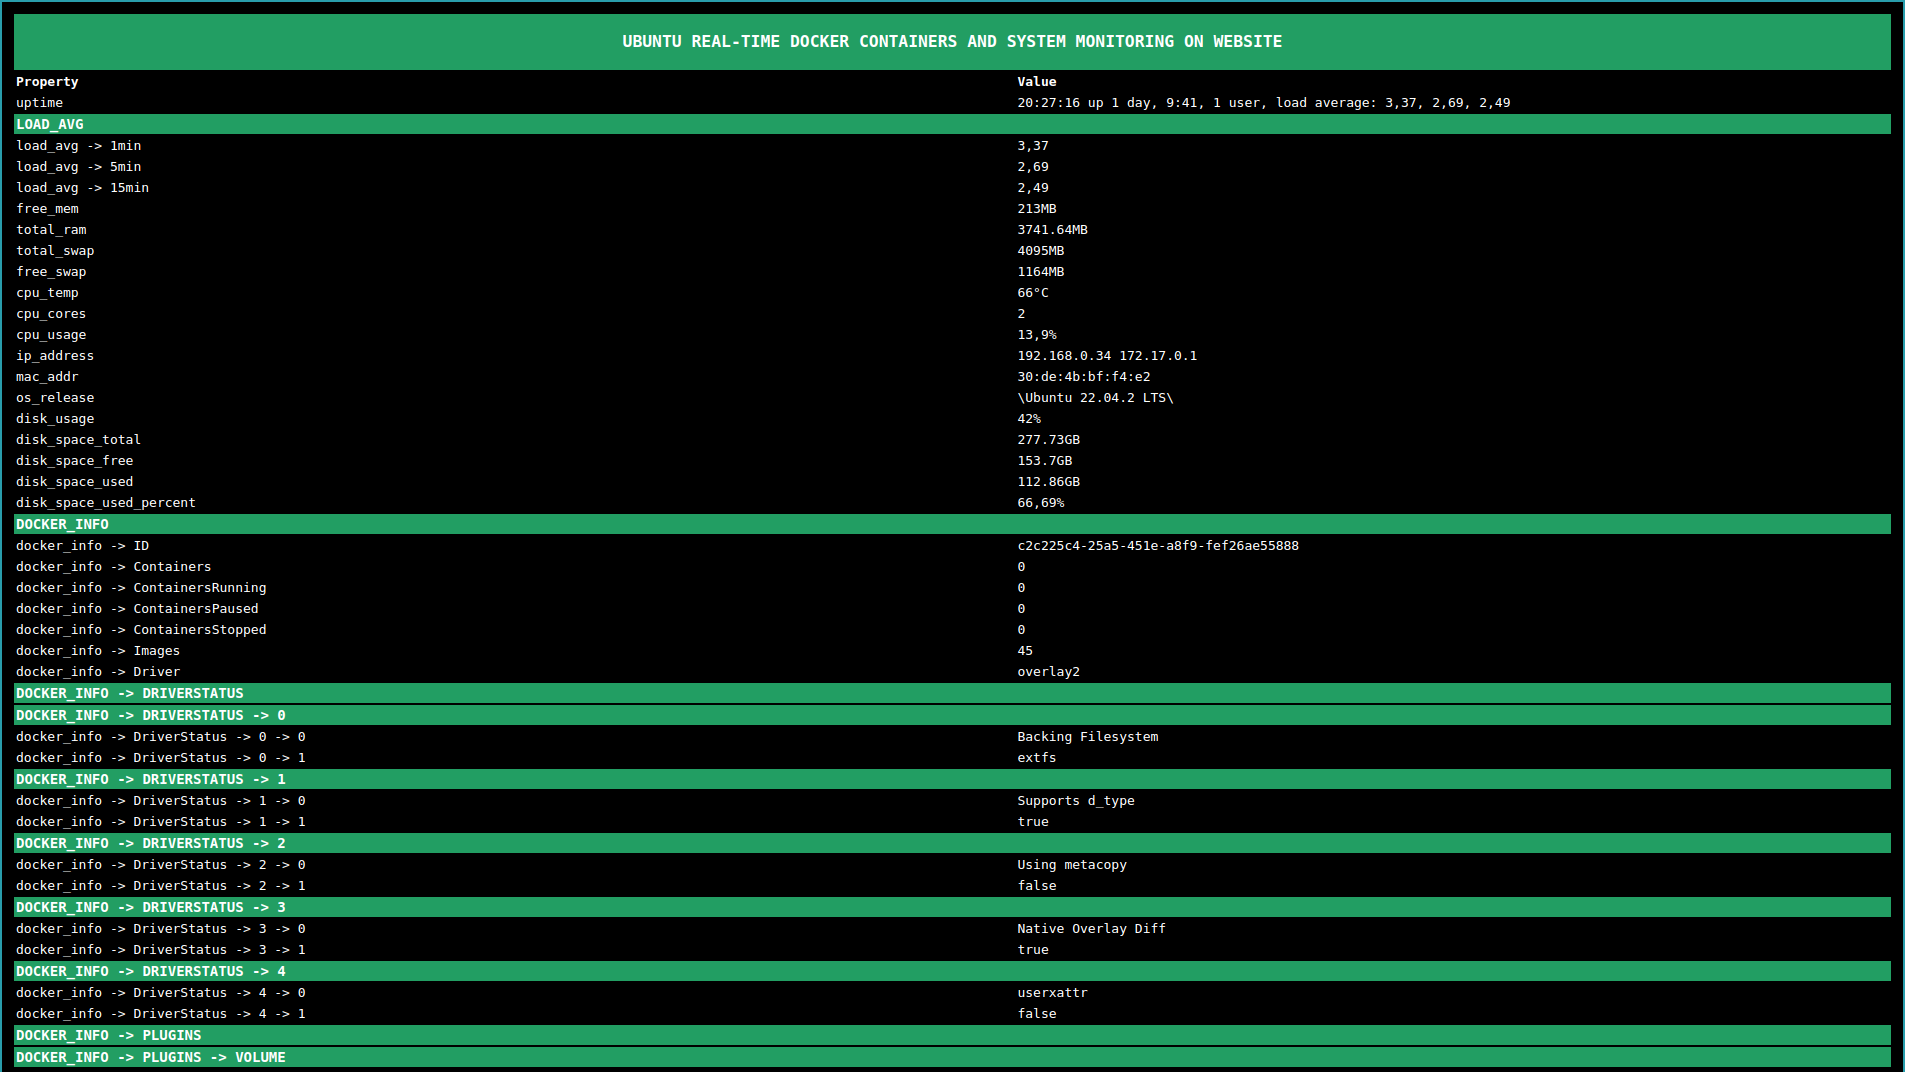 UBUNTU REAL-TIME DOCKER CONTAINERS AND SYSTEM MONITORING ON WEBSITE
Property Value
uptime 20:27:16 up 1 day, 9:41, 1 user, load average: 3,37, 2,69, 2,49
LOAD_AVG
load_avg -> 1min 3,37
load_avg -> 5min 2,69
load_avg -> 15min 2,49
free_mem 213MB
total_ram 3741.64MB
total_swap 4095MB
free_swap 1164MB
cpu_temp 66°C
cpu_cores 2
cpu_usage 13,9%
ip_address 192.168.0.34 172.17.0.1
mac_addr 30:de:4b:bf:f4:e2
os_release \Ubuntu 22.04.2 LTS\
disk_usage 42%
disk_space_total 277.73GB
disk_space_free 153.7GB
disk_space_used 112.86GB
disk_space_used_percent 66,69%
DOCKER_INFO
docker_info -> ID c2c225c4-25a5-451e-a8f9-fef26ae55888
docker_info -> Containers 0
docker_info -> ContainersRunning 0
docker_info -> ContainersPaused 0
docker_info -> ContainersStopped 0
docker_info -> Images 45
docker_info -> Driver overlay2
DOCKER_INFO -> DRIVERSTATUS
DOCKER_INFO -> DRIVERSTATUS -> 0
docker_info -> DriverStatus -> 0 -> 0 Backing Filesystem
docker_info -> DriverStatus -> 0 -> 1 extfs
DOCKER_INFO -> DRIVERSTATUS -> 1
docker_info -> DriverStatus -> 1 -> 0 Supports d_type
docker_info -> DriverStatus -> 1 -> 1 true
DOCKER_INFO -> DRIVERSTATUS -> 2
docker_info -> DriverStatus -> 2 -> 0 Using metacopy
docker_info -> DriverStatus -> 2 -> 1 false
DOCKER_INFO -> DRIVERSTATUS -> 3
docker_info -> DriverStatus -> 3 -> 0 Native Overlay Diff
docker_info -> DriverStatus -> 3 -> 1 true
DOCKER_INFO -> DRIVERSTATUS -> 4
docker_info -> DriverStatus -> 4 -> 0 userxattr
docker_info -> DriverStatus -> 4 -> 1 false
DOCKER_INFO -> PLUGINS
DOCKER_INFO -> PLUGINS -> VOLUME